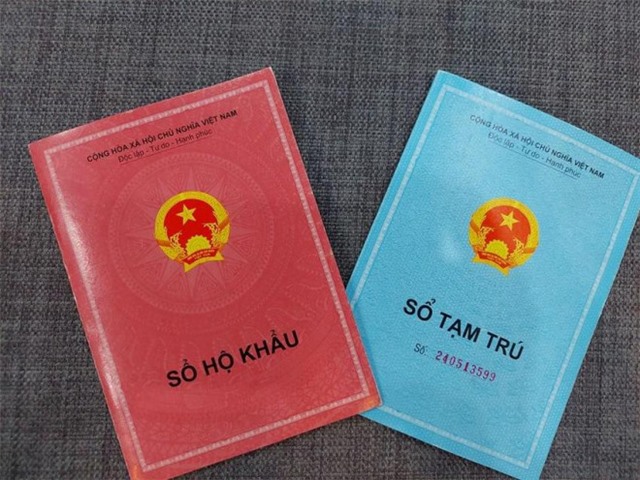 CỘNG HÒA XÃ HỘI CHỦ NGHĨA VIỆT NAM
Độc lập - Tự do - Hạnh phúc
SỔ HỘ KHẨU
CỘNG HÒA XÃ HỘI CHỦ NGHĨA VIỆT NAM
Độc lập - Tự do - Hạnh phúc
SỔ TẠM TRÚ
Số: 240513599